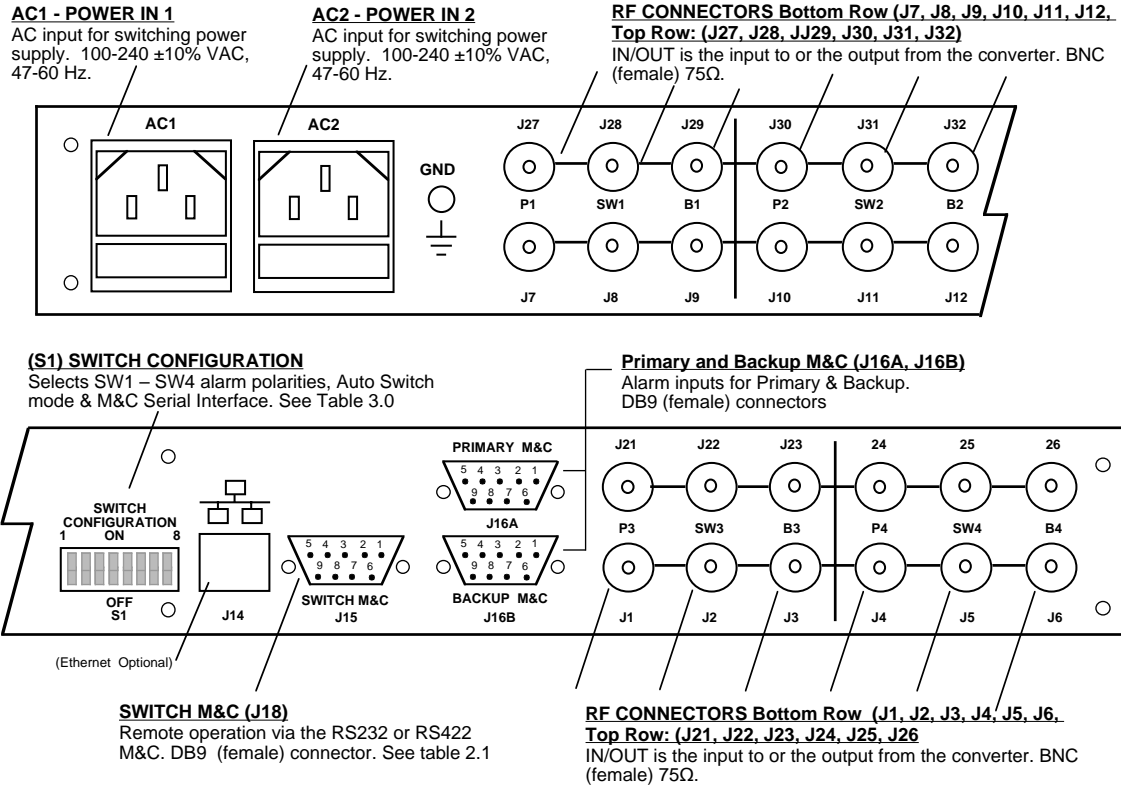 AC1 - POWER IN 1
AC input for switching power
supply. 100-240 ±10% VAC,
47-60 Hz.
AC2 - POWER IN 2
AC input for switching power
supply. 100-240 ±10% VAC,
47-60 Hz.
RF CONNECTORS Bottom Row (J7, J8, J9, J10, J11, J12,
Top Row: (J27, J28, JJ29, J30, J31, J32)
IN/OUT is the input to or the output from the converter. BNC
(female) 75Ω.
AC1
AC2
GND
J27 J28 J29 J30 J31 J32
P1 SW1 B1 P2 SW2 B2
J7 J8 J9 J10 J11 J12
(S1) SWITCH CONFIGURATION
Selects SW1 – SW4 alarm polarities, Auto Switch
mode & M&C Serial Interface. See Table 3.0
Primary and Backup M&C (J16A, J16B)
Alarm inputs for Primary & Backup.
DB9 (female) connectors
SWITCH
CONFIGURATION
1 ON 8
OFF
S1
J14
(Ethernet Optional)
5 4 3 2 1
9 8 7 6
SWITCH M&C
J15
PRIMARY M&C
5 4 3 2 1
9 8 7 6
J16A
5 4 3 2 1
9 8 7 6
BACKUP M&C
J16B
J21 J22 J23 24 25 26
P3 SW3 B3 P4 SW4 B4
J1 J2 J3 J4 J5 J6
SWITCH M&C (J18)
Remote operation via the RS232 or RS422
M&C. DB9 (female) connector. See table 2.1
RF CONNECTORS Bottom Row (J1, J2, J3, J4, J5, J6,
Top Row: (J21, J22, J23, J24, J25, J26
IN/OUT is the input to or the output from the converter. BNC
(female) 75Ω.